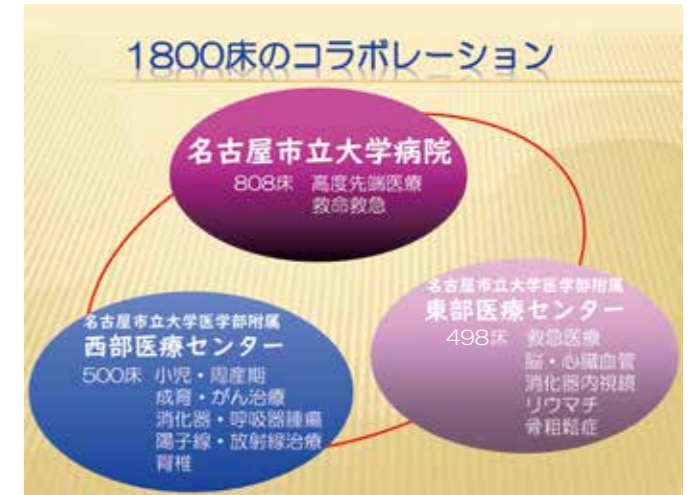 1800床のコラボレーション
名古屋市立大学病院
808床 高度先端医療
救命救急
名古屋市立大学医学部附属
西部医療センター
500床 小児・周産期
成育・がん治療
消化器・呼吸器腫瘍
陽子線・放射線治療
脊椎
名古屋市立大学医学部附属
東部医療センター
498床 救急医療
脳・心臓血管
消化器内視鏡
リウマチ
骨粗鬆症